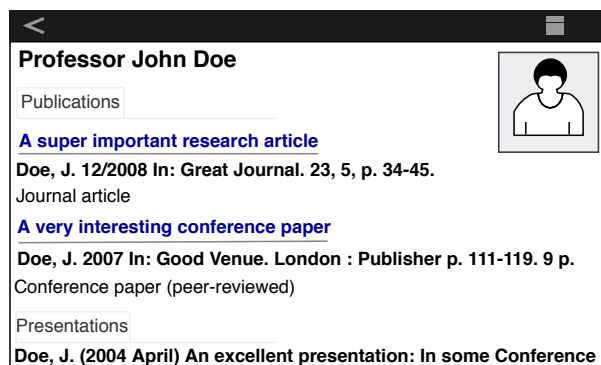 Professor John Doe
Publications
A super important research article
Doe, J. 12/2008 In: Great Journal. 23, 5, p. 34-45.
Journal article
A very interesting conference paper
Doe, J. 2007 In: Good Venue. London : Publisher p. 111-119. 9 p.
Conference paper (peer-reviewed)
Presentations
Doe, J. (2004 April) An excellent presentation: In some Conference